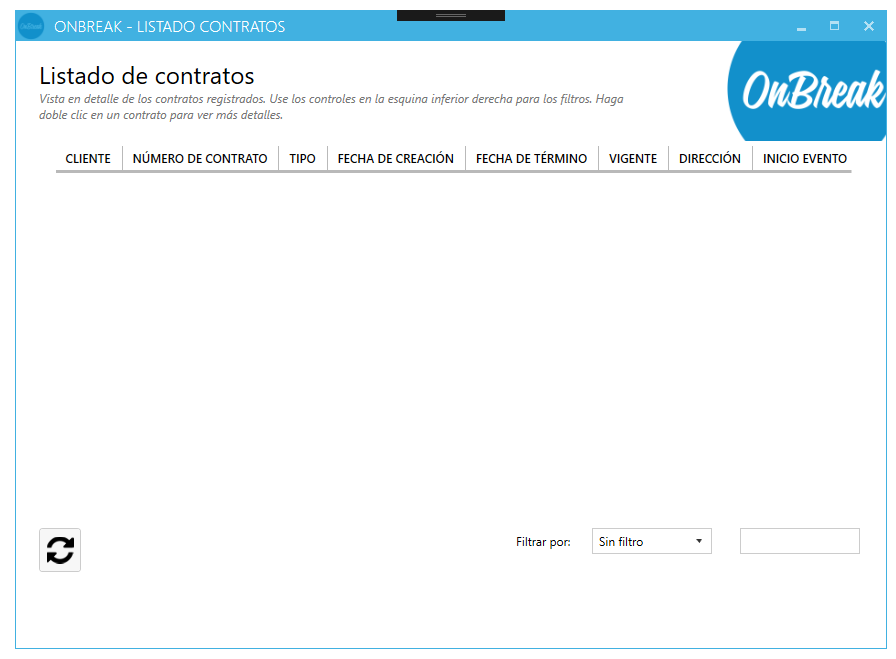 OnBreak
ONBREAK - LISTADO CONTRATOS
Listado de contratos
Vista en detalle de los contratos registrados. Use los controles en la esquina inferior derecha para los filtros. Haga
doble clic en un contrato para ver más detalles.
OnBreak
CLIENTE NÚMERO DE CONTRATO TIPO FECHA DE CREACIÓN FECHA DE TÉRMINO VIGENTE DIRECCIÓN INICIO EVENTO
Filtrar por: Sin filtro